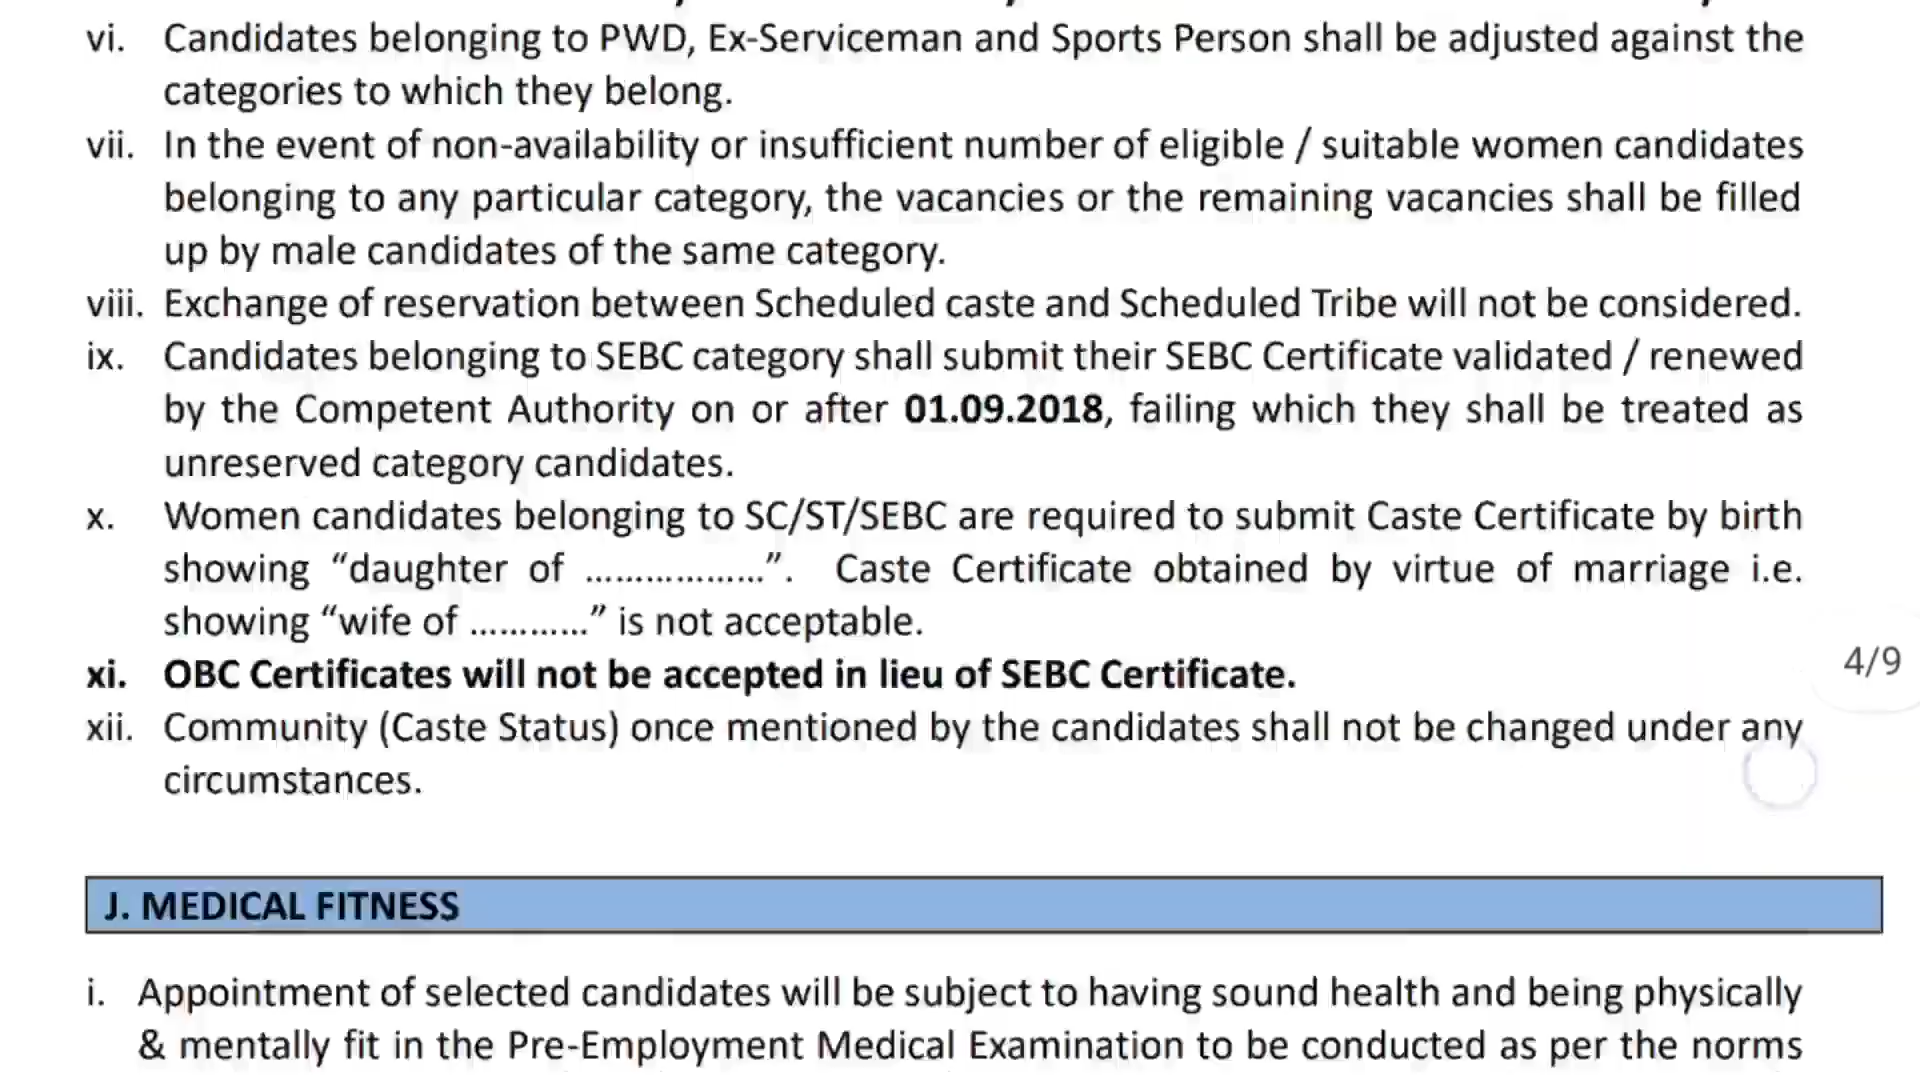 vi. Candidates belonging to PWD, Ex-Serviceman and Sports Person shall be adjusted against the
categories to which they belong.
vii. In the event of non-availability or insufficient number of eligible / suitable women candidates
belonging to any particular category, the vacancies or the remaining vacancies shall be filled
up by male candidates of the same category.
viii. Exchange of reservation between Scheduled caste and Scheduled Tribe will not be considered.
ix. Candidates belonging to SEBC category shall submit their SEBC Certificate validated / renewed
by the Competent Authority on or after 01.09.2018, failing which they shall be treated as
unreserved category candidates.
x. Women candidates belonging to SC/ST/SEBC are required to submit Caste Certificate by birth
showing “daughter of ………………”. Caste Certificate obtained by virtue of marriage i.e.
showing “wife of …………” is not acceptable.
xi. OBC Certificates will not be accepted in lieu of SEBC Certificate.
4/9
xii. Community (Caste Status) once mentioned by the candidates shall not be changed under any
circumstances.
J. MEDICAL FITNESS
i. Appointment of selected candidates will be subject to having sound health and being physically
& mentally fit in the Pre-Employment Medical Examination to be conducted as per the norms